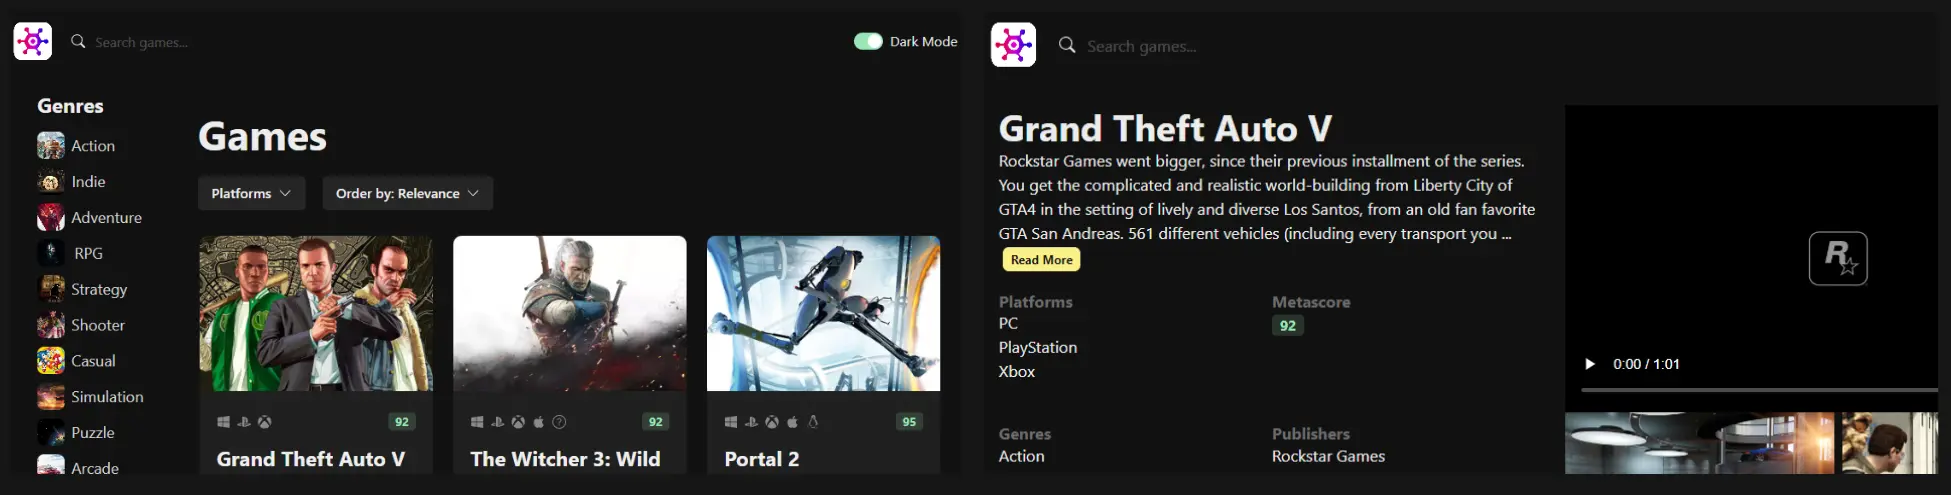 Search games...
Dark Mode
Genres
Action
Indie
Adventure
RPG
Strategy
Shooter
Casual
Simulation
Puzzle
Arcade
Games
Platforms
Order by: Relevance
92
Grand Theft Auto V
92
The Witcher 3: Wild
95
Portal 2
Search games...
Grand Theft Auto V
Rockstar Games went bigger, since their previous installment of the series.
You get the complicated and realistic world-building from Liberty City of
GTA4 in the setting of lively and diverse Los Santos, from an old fan favorite
GTA San Andreas. 561 different vehicles (including every transport you ...
Read More
Platforms
PC
PlayStation
Xbox
Metascore
92
Genres
Action
Publishers
Rockstar Games
R
0:00 / 1:01